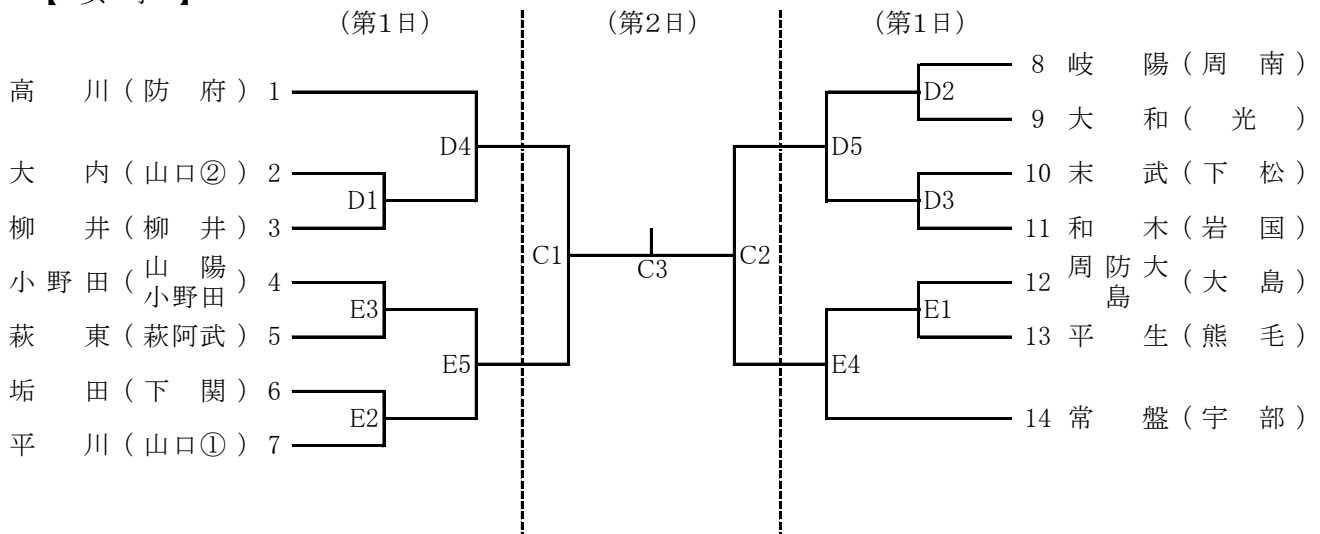 (第1日) (第2日) (第1日)
高川(防府) 1
大内(山口②) 2
柳井(柳井) 3
小野田(山陽小野田) 4
萩東(萩阿武) 5
垢田(下関) 6
平川(山口①) 7
D4
D1
E3
E5
E2
C1
C3
C2
D2
D5
D3
E1
E4
8 岐陽(周南)
9 大和(光)
10 末武(下松)
11 和木(岩国)
12 周防大島(大島)
13 平生(熊毛)
14 常盤(宇部)